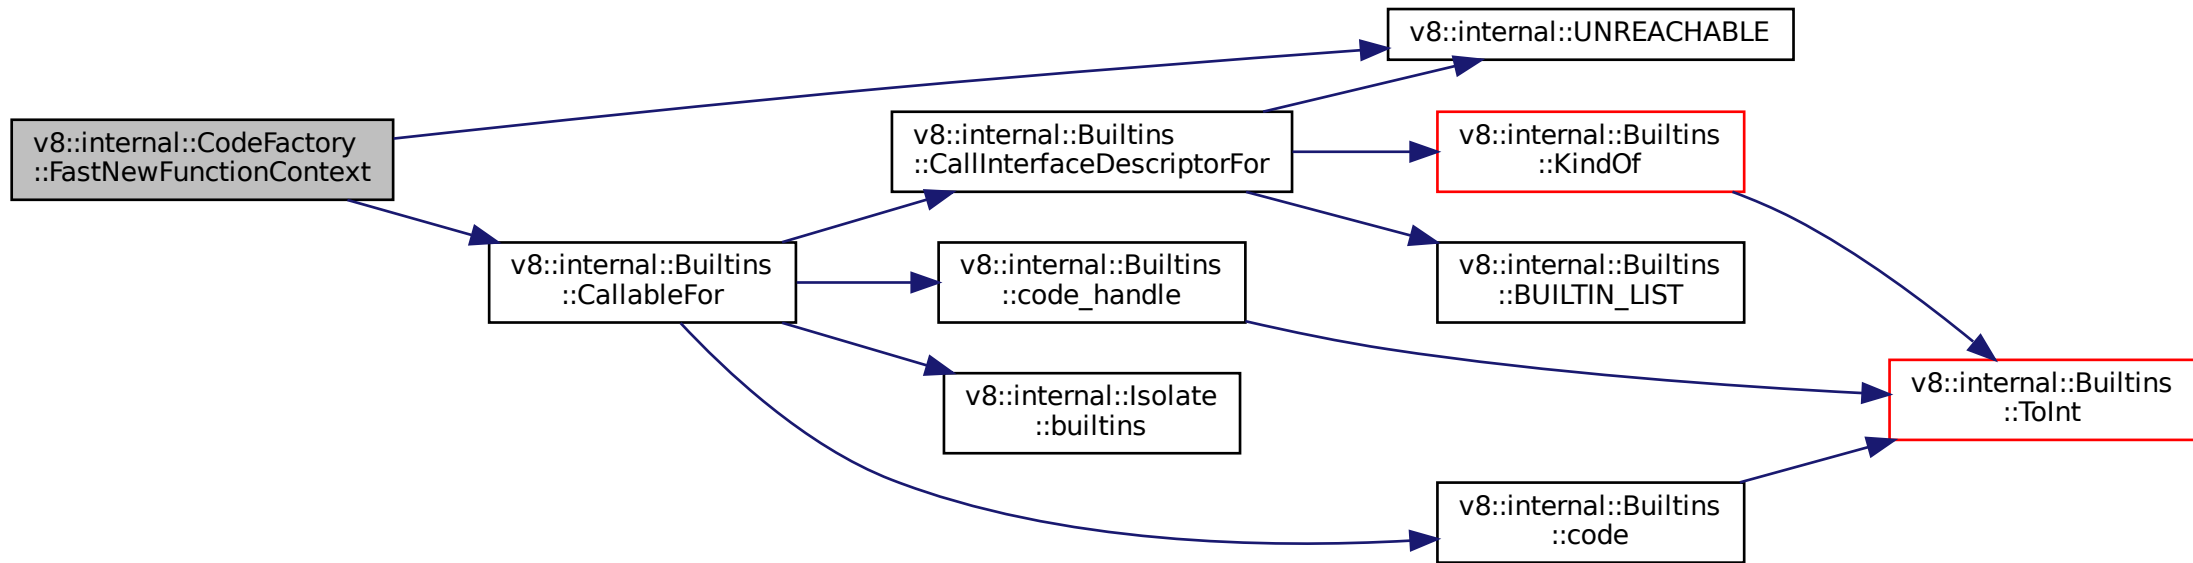 v8::internal::UNREACHABLE
v8::internal::CodeFactory
::FastNewFunctionContext
v8::internal::Builtins
::CallInterfaceDescriptorFor
v8::internal::Builtins
::KindOf
v8::internal::Builtins
::CallableFor
v8::internal::Builtins
::code_handle
v8::internal::Builtins
::BUILTIN_LIST
v8::internal::Isolate
::builtins
v8::internal::Builtins
::ToInt
v8::internal::Builtins
::code